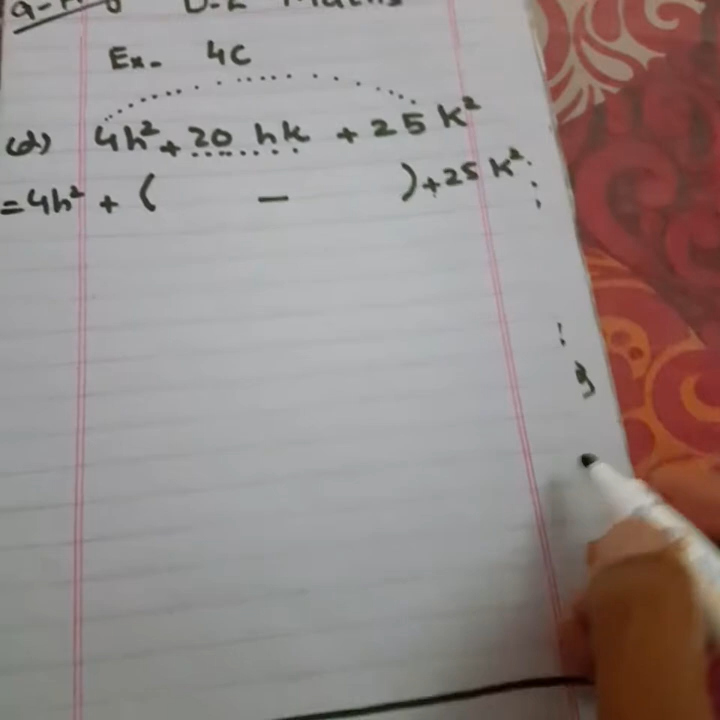 Ex- 4C
(d) 4h² + 20 hk + 25 k²
= 4h² + ( – ) + 25 k²